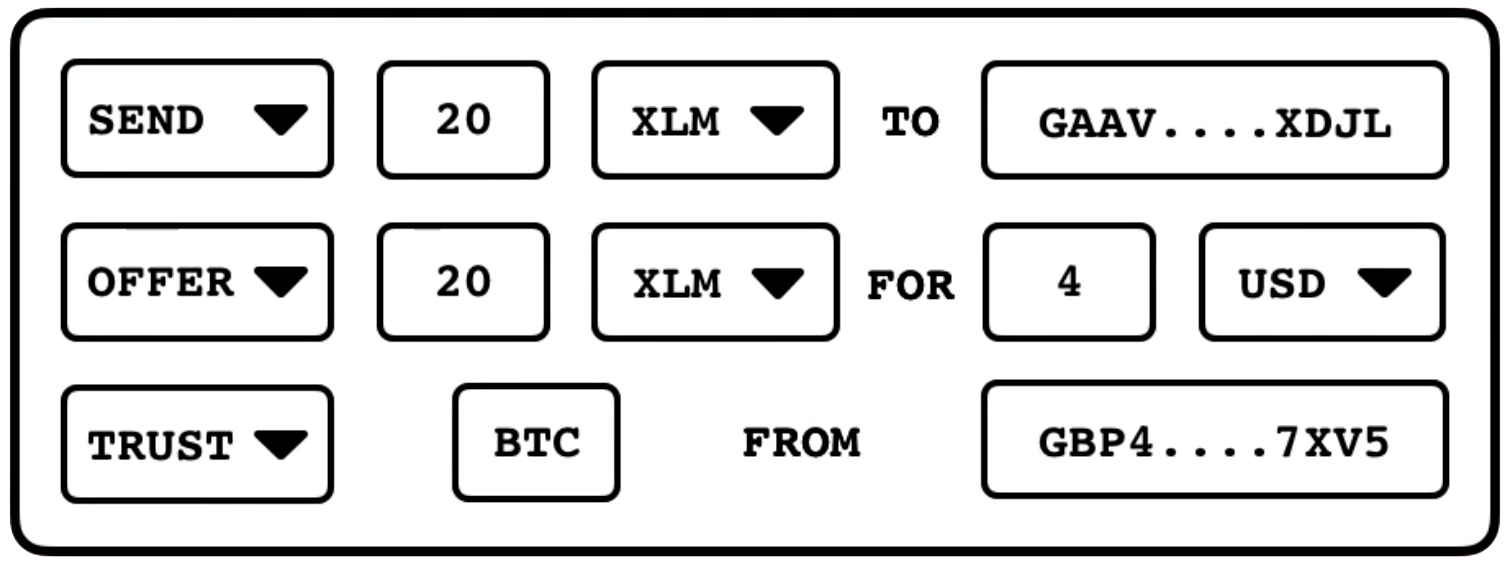 SEND 20 XLM TO GAAV....XDJL
OFFER 20 XLM FOR 4 USD
TRUST BTC FROM GBP4....7XV5